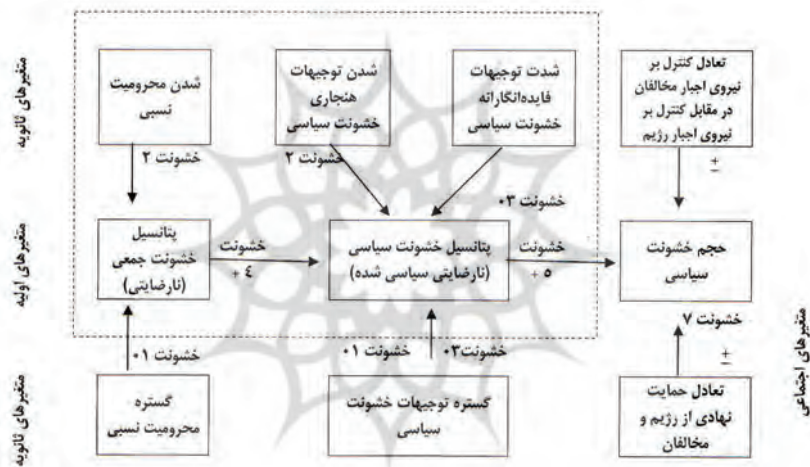 شدت توجیهات
فایده‌انگارانه
خشونت سیاسی
شدن توجیهات
هنجاری
خشونت سیاسی
شدن محرومیت
نسبی
تعادل کنترل بر
نیروی اجبار مخالفان
در مقابل کنترل بر
نیروی اجبار رژیم
متغیرهای ثانویه
خشونت ۲
خشونت ۲
خشونت ۰۳
±
پتانسیل
خشونت جمعی
(نارضایتی)
خشونت
+ ٤
پتانسیل خشونت سیاسی
(نارضایتی سیاسی شده)
خشونت
+ ۵
حجم خشونت
سیاسی
متغیرهای اولیه
خشونت ۰۱
خشونت ۰۱
خشونت۰۳
خشونت ۷
±
گستره
محرومیت نسبی
گستره توجیهات خشونت
سیاسی
تعادل حمایت
نهادی از رژیم و
مخالفان
متغیرهای ثانویه
متغیرهای اجتماعی